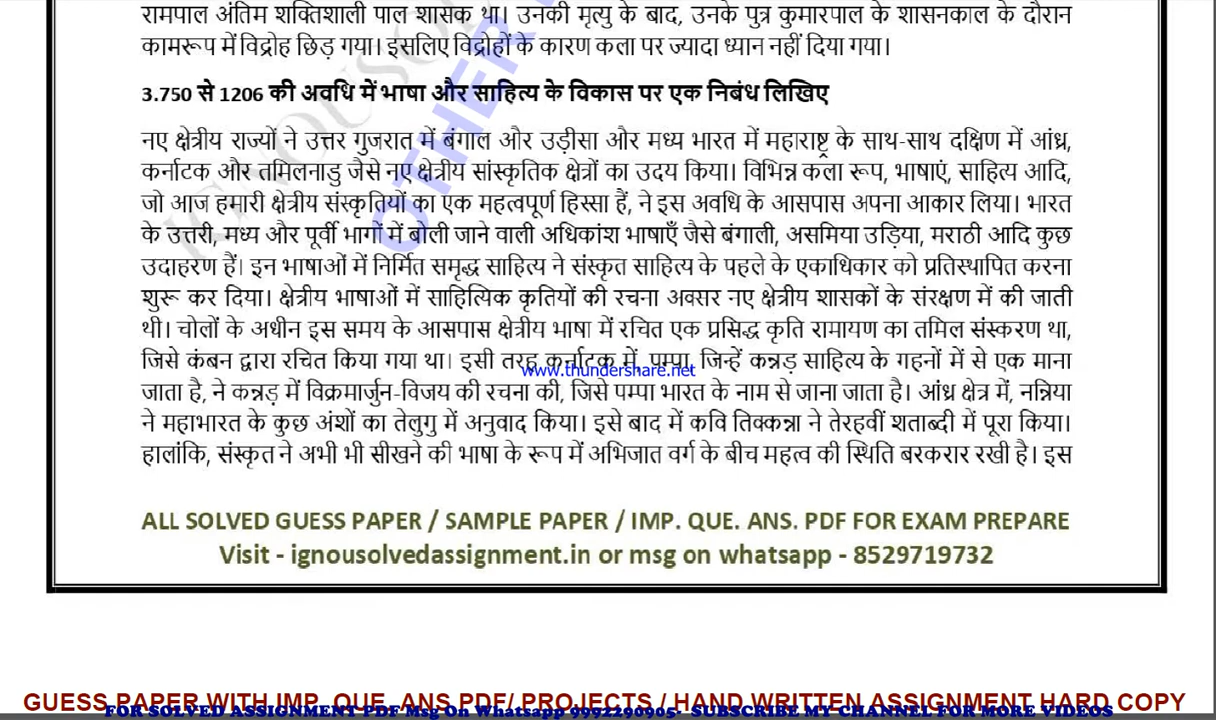 रामपाल अंतिम शक्तिशाली पाल शासक था। उनकी मृत्यु के बाद, उनके पुत्र कुमारपाल के शासनकाल के दौरान
कामरूप में विद्रोह छिड़ गया। इसलिए विद्रोहों के कारण कला पर ज्यादा ध्यान नहीं दिया गया।
3.750 से 1206 की अवधि में भाषा और साहित्य के विकास पर एक निबंध लिखिए
नए क्षेत्रीय राज्यों ने उत्तर गुजरात में बंगाल और उड़ीसा और मध्य भारत में महाराष्ट्र के साथ-साथ दक्षिण में आंध्र,
कर्नाटक और तमिलनाडु जैसे नए क्षेत्रीय सांस्कृतिक क्षेत्रों का उदय किया। विभिन्न कला रूप, भाषाएं, साहित्य आदि,
जो आज हमारी क्षेत्रीय संस्कृतियों का एक महत्वपूर्ण हिस्सा हैं, ने इस अवधि के आसपास अपना आकार लिया। भारत
के उत्तरी, मध्य और पूर्वी भागों में बोली जाने वाली अधिकांश भाषाएँ जैसे बंगाली, असमिया उड़िया, मराठी आदि कुछ
उदाहरण हैं। इन भाषाओं में निर्मित समृद्ध साहित्य ने संस्कृत साहित्य के पहले के एकाधिकार को प्रतिस्थापित करना
शुरू कर दिया। क्षेत्रीय भाषाओं में साहित्यिक कृतियों की रचना अक्सर नए क्षेत्रीय शासकों के संरक्षण में की जाती
थी। चोलों के अधीन इस समय के आसपास क्षेत्रीय भाषा में रचित एक प्रसिद्ध कृति रामायण का तमिल संस्करण था,
जिसे कंबन द्वारा रचित किया गया था। इसी तरह कर्नाटक में, पम्पा, जिन्हें कन्नड़ साहित्य के गहनों में से एक माना
www.thundershare.net
जाता है, ने कन्नड़ में विक्रमार्जुन-विजय की रचना की, जिसे पम्पा भारत के नाम से जाना जाता है। आंध्र क्षेत्र में, नन्निया
ने महाभारत के कुछ अंशों का तेलुगु में अनुवाद किया। इसे बाद में कवि तिक्कन्ना ने तेरहवीं शताब्दी में पूरा किया।
हालांकि, संस्कृत ने अभी भी सीखने की भाषा के रूप में अभिजात वर्ग के बीच महत्व की स्थिति बरकरार रखी है। इस
ALL SOLVED GUESS PAPER / SAMPLE PAPER / IMP. QUE. ANS. PDF FOR EXAM PREPARE
Visit - ignousolvedassignment.in or msg on whatsapp - 8529719732
GUESS PAPER WITH IMP. QUE. ANS PDF/ PROJECTS / HAND WRITTEN ASSIGNMENT HARD COPY
FOR SOLVED ASSIGNMENT PDF Msg On Whatsapp 9992290905- SUBSCRIBE MY CHANNEL FOR MORE VIDEOS